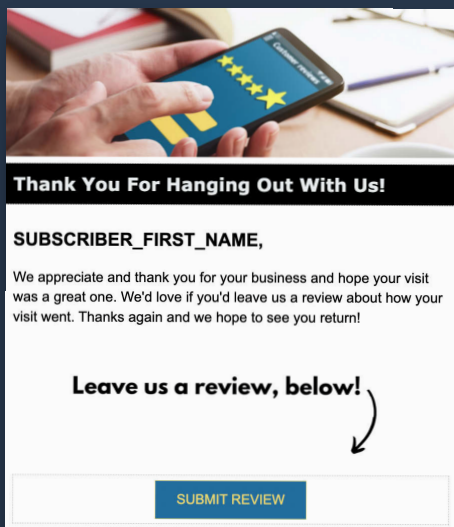 Customer reviews
Thank You For Hanging Out With Us!
SUBSCRIBER_FIRST_NAME,
We appreciate and thank you for your business and hope your visit
was a great one. We'd love if you'd leave us a review about how your
visit went. Thanks again and we hope to see you return!
Leave us a review, below!
SUBMIT REVIEW